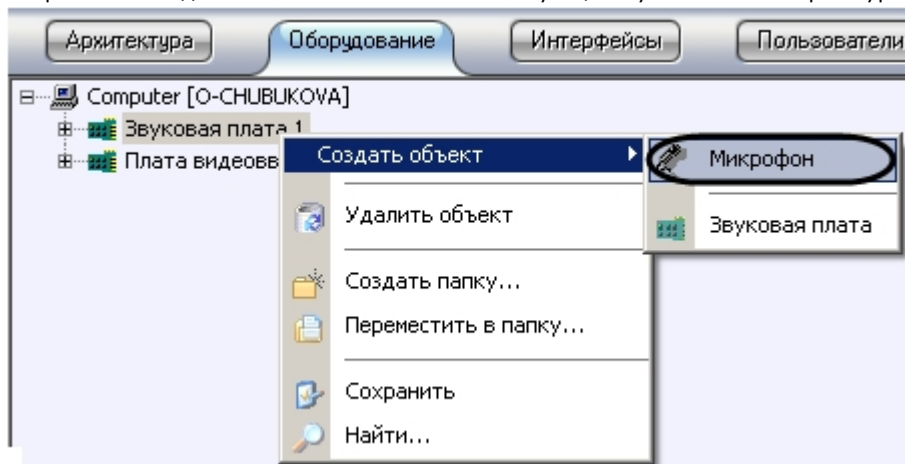 Архитектура Оборудование Интерфейсы Пользователи
Computer [O-CHUBUKOVA]
Звуковая плата 1
Плата видеовв
Создать объект
Микрофон
Удалить объект
Звуковая плата
Создать папку...
Переместить в папку...
Сохранить
Найти...